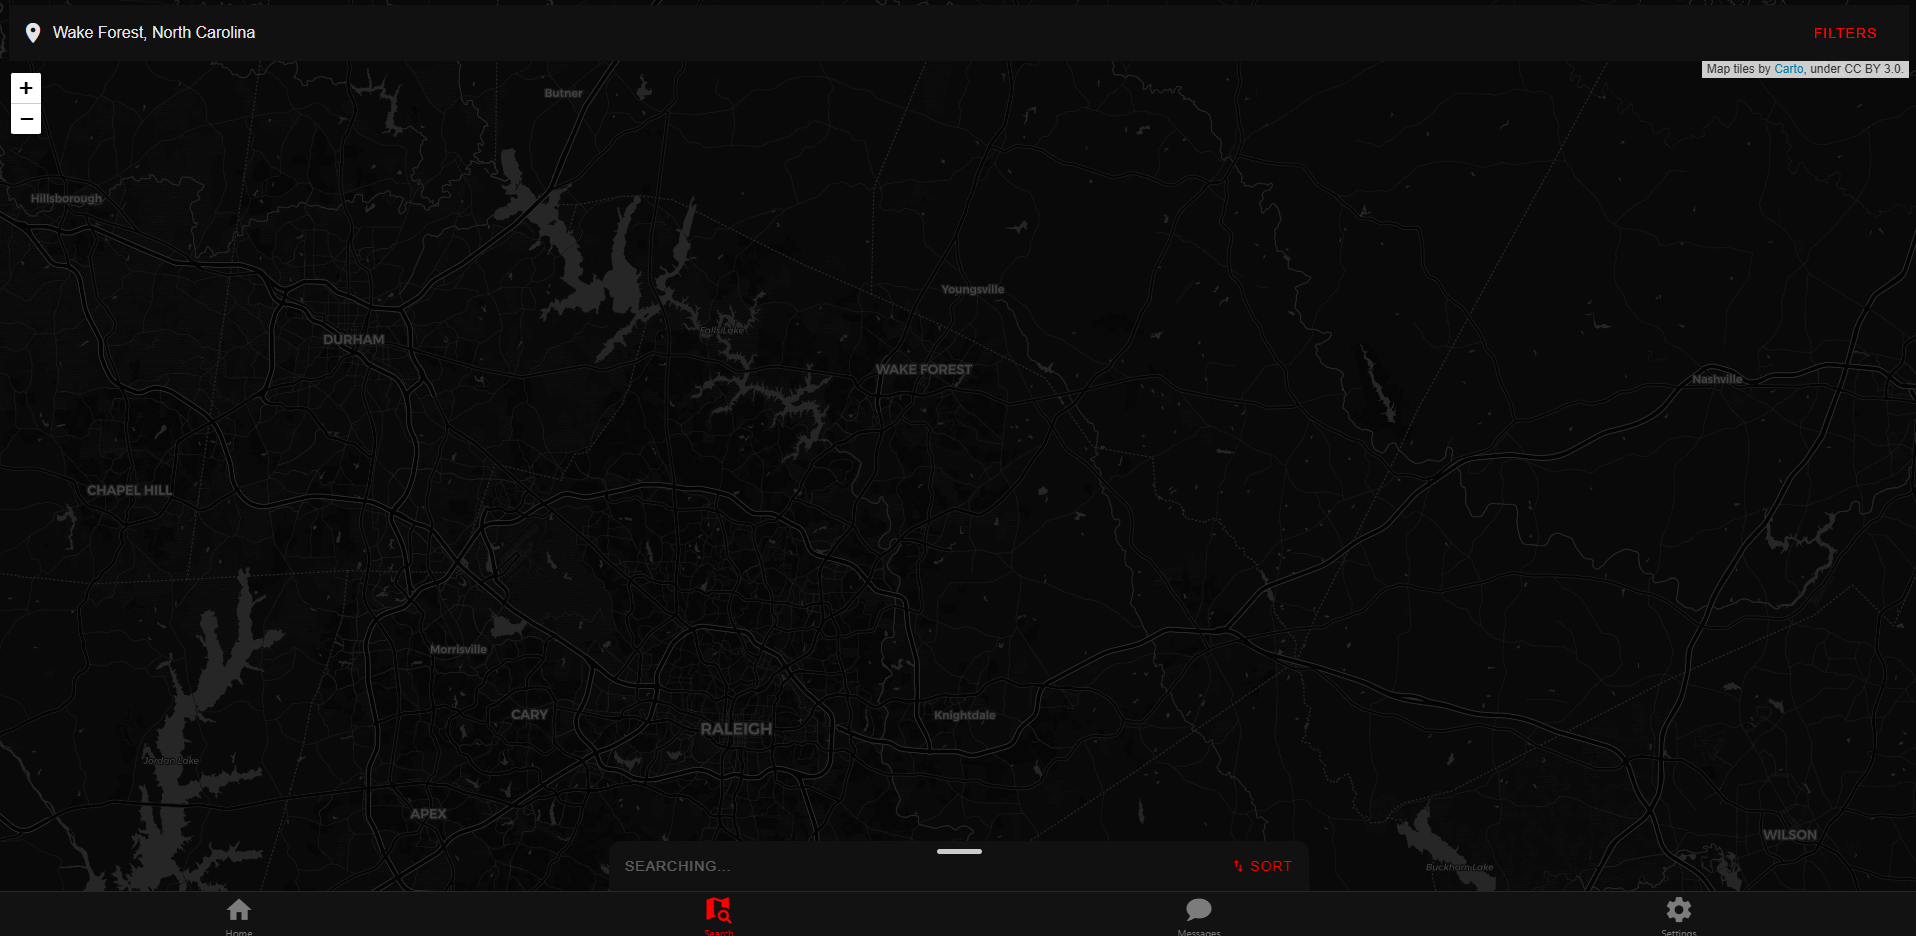 Wake Forest, North Carolina
FILTERS
Map tiles by Carto, under CC BY 3.0.
+
−
Butner
Hillsborough
Youngsville
Falls Lake
DURHAM
WAKE FOREST
Nashville
CHAPEL HILL
Morrisville
CARY
RALEIGH
Knightdale
Jordan Lake
APEX
WILSON
Buckhorn Lake
SEARCHING...
SORT
Home
Search
Messages
Settings